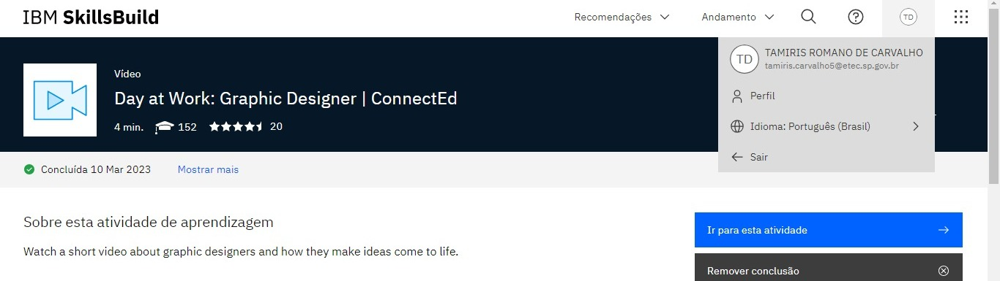 IBM SkillsBuild
Recomendações
Andamento
TD
TD
TAMIRIS ROMANO DE CARVALHO
tamiris.carvalho5@etec.sp.gov.br
Perfil
Idioma: Português (Brasil)
Sair
Vídeo
Day at Work: Graphic Designer | ConnectEd
4 min. 152 20
Concluída 10 Mar 2023 Mostrar mais
Sobre esta atividade de aprendizagem
Watch a short video about graphic designers and how they make ideas come to life.
Ir para esta atividade
Remover conclusão